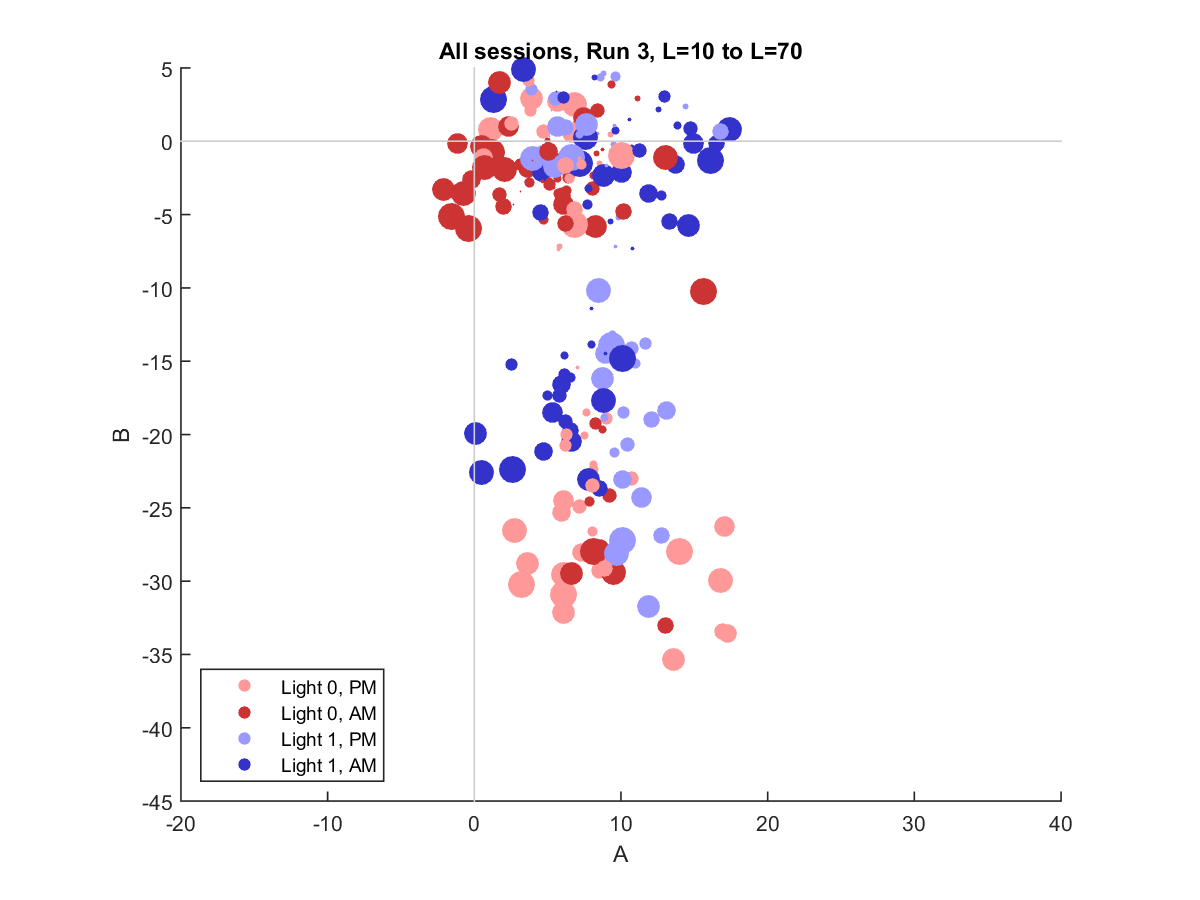 All sessions, Run 3, L=10 to L=70
5
0
-5
-10
-15
-20
-25
-30
-35
-40
-45
B
Light 0, PM
Light 0, AM
Light 1, PM
Light 1, AM
-20 -10 0 10 20 30 40
A